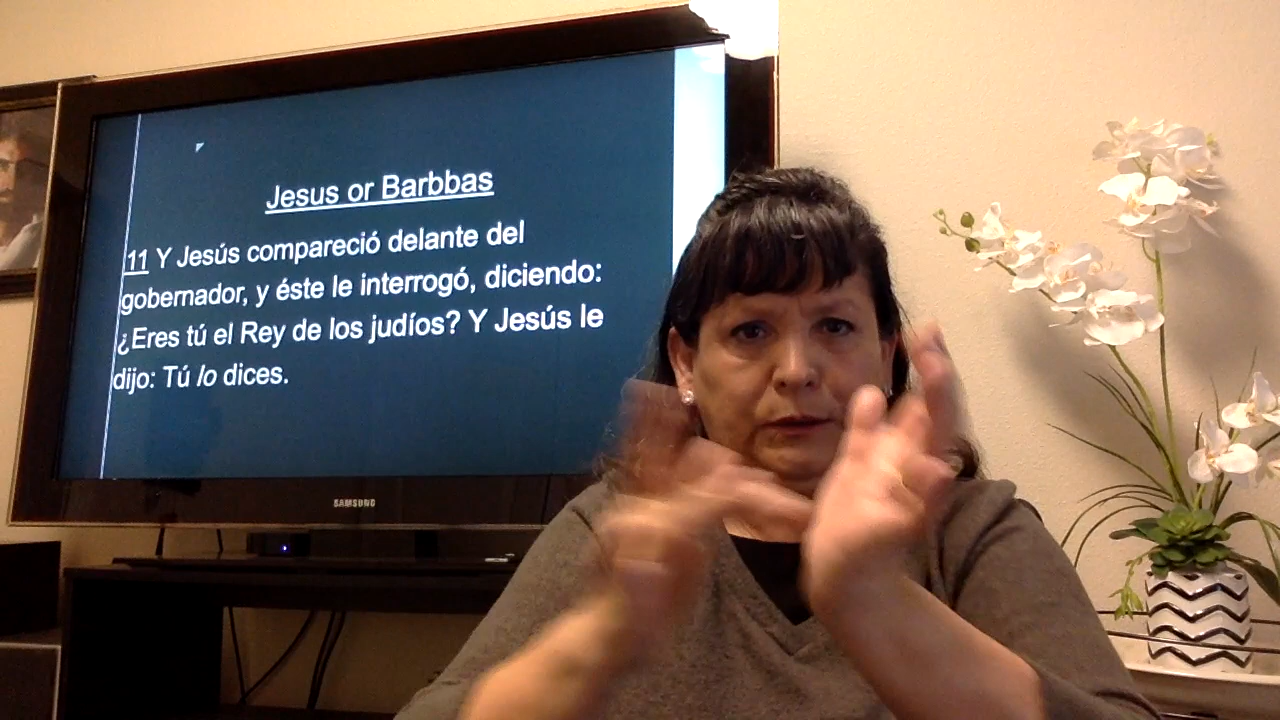 Jesus or Barbbas
11 Y Jesús compareció delante del
gobernador, y éste le interrogó, diciendo:
¿Eres tú el Rey de los judíos? Y Jesús le
dijo: Tú lo dices.
SAMSUNG